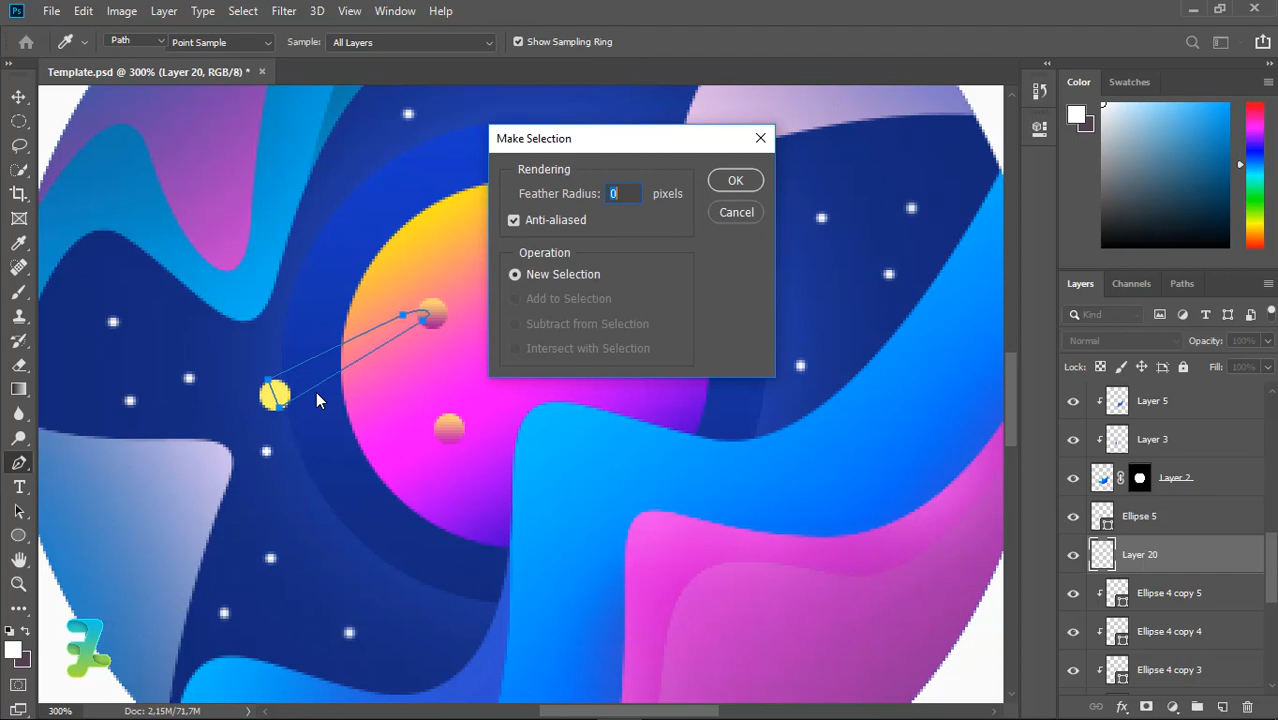 Ps File Edit Image Layer Type Select Filter 3D View Window Help
Path Point Sample Sample: All Layers Show Sampling Ring
Template.psd @ 300% (Layer 20, RGB/8) *
Color Swatches
Make Selection
Rendering
Feather Radius: 0 pixels
OK
Anti-aliased
Cancel
Operation
New Selection
Add to Selection
Subtract from Selection
Intersect with Selection
Layers Channels Paths
Kind
Normal Opacity: 100%
Lock: Fill: 100%
Layer 5
Layer 3
Layer 2
Ellipse 5
Layer 20
Ellipse 4 copy 5
Ellipse 4 copy 4
Ellipse 4 copy 3
300% Doc: 2,15M/71,7M